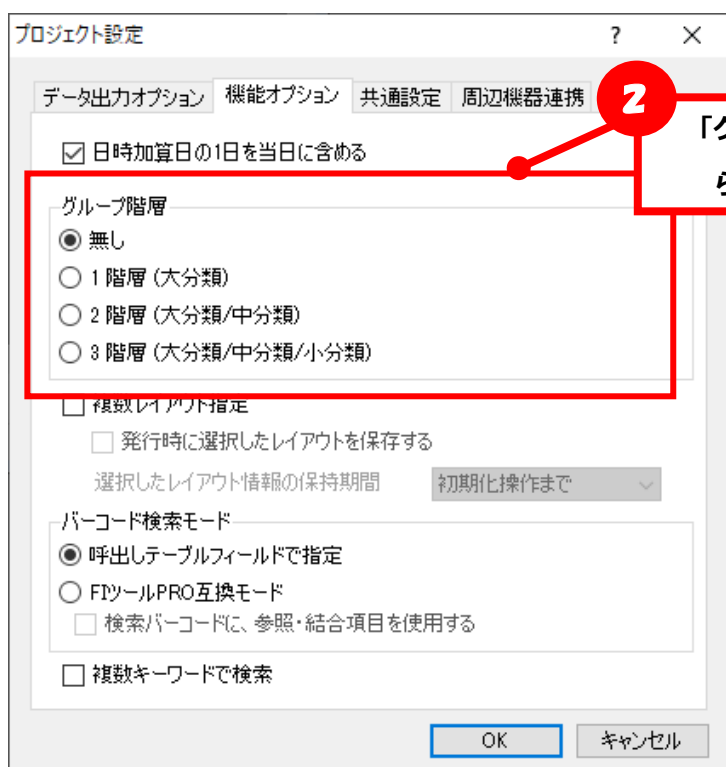 プロジェクト設定 ?
データ出力オプション 機能オプション 共通設定 周辺機器連携
2
「グ
ら
日時加算日の1日を当日に含める
グループ階層
無し
1 階層 (大分類)
2 階層 (大分類/中分類)
3 階層 (大分類/中分類/小分類)
複数レイアウト指定
発行時に選択したレイアウトを保存する
選択したレイアウト情報の保持期間 初期化操作まで
バーコード検索モード
呼出しテーブルフィールドで指定
FIツールPRO互換モード
検索バーコードに、参照・結合項目を使用する
複数キーワードで検索
OK キャンセル